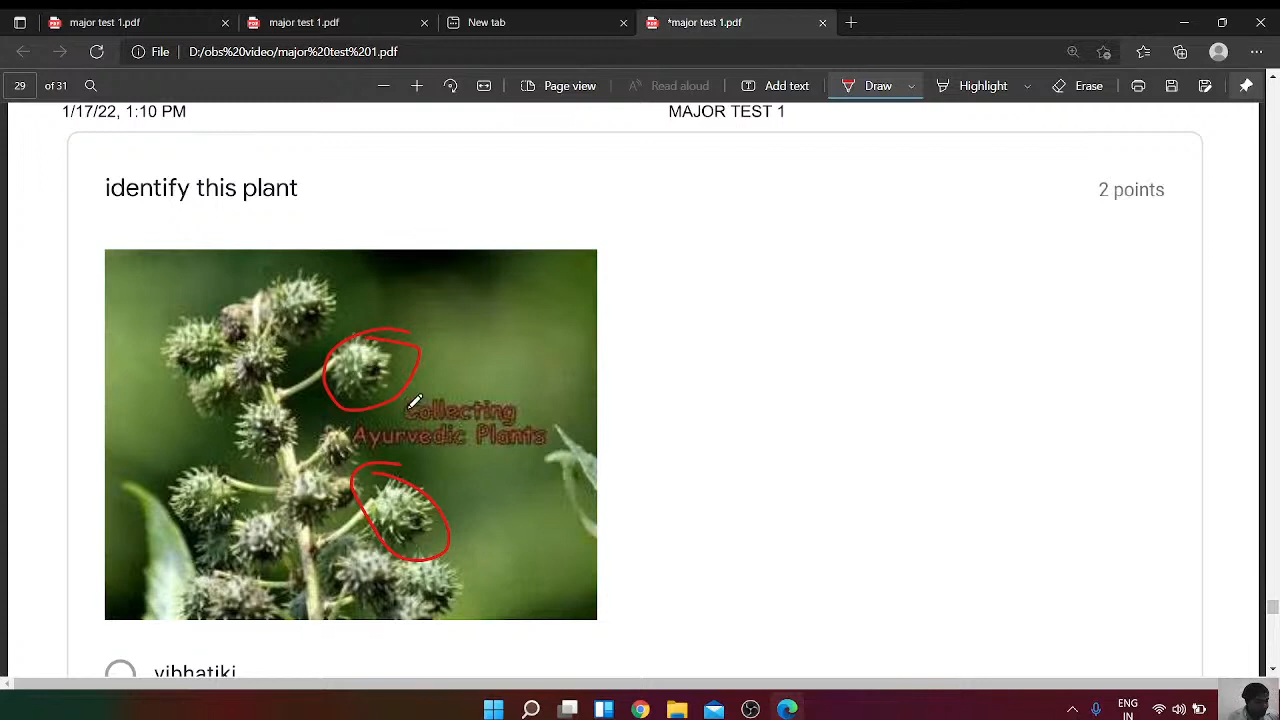 major test 1.pdf
major test 1.pdf
New tab
*major test 1.pdf
File D:/obs%20video/major%20test%201.pdf
29 of 31
Page view
Read aloud
Add text
Draw
Highlight
Erase
1/17/22, 1:10 PM
MAJOR TEST 1
identify this plant
2 points
Collecting
Ayurvedic Plants
vibhatiki
ENG
IN